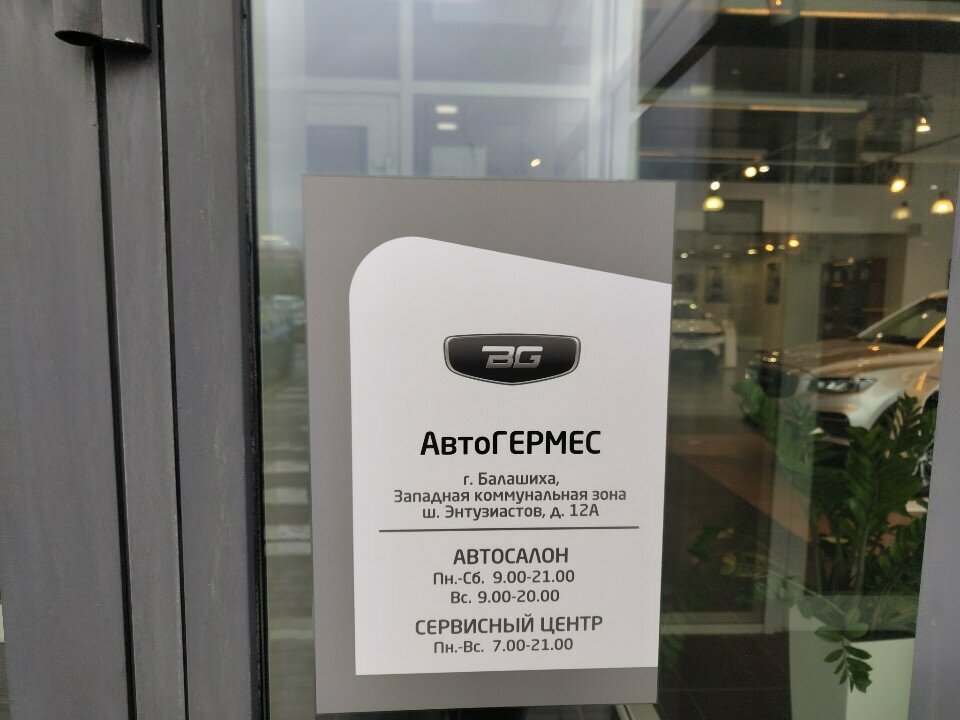 BG
АвтоГЕРМЕС
г. Балашиха,
Западная коммунальная зона
ш. Энтузиастов, д. 12А
АВТОСАЛОН
Пн.-Сб. 9.00-21.00
Вс. 9.00-20.00
СЕРВИСНЫЙ ЦЕНТР
Пн.-Вс. 7.00-21.00